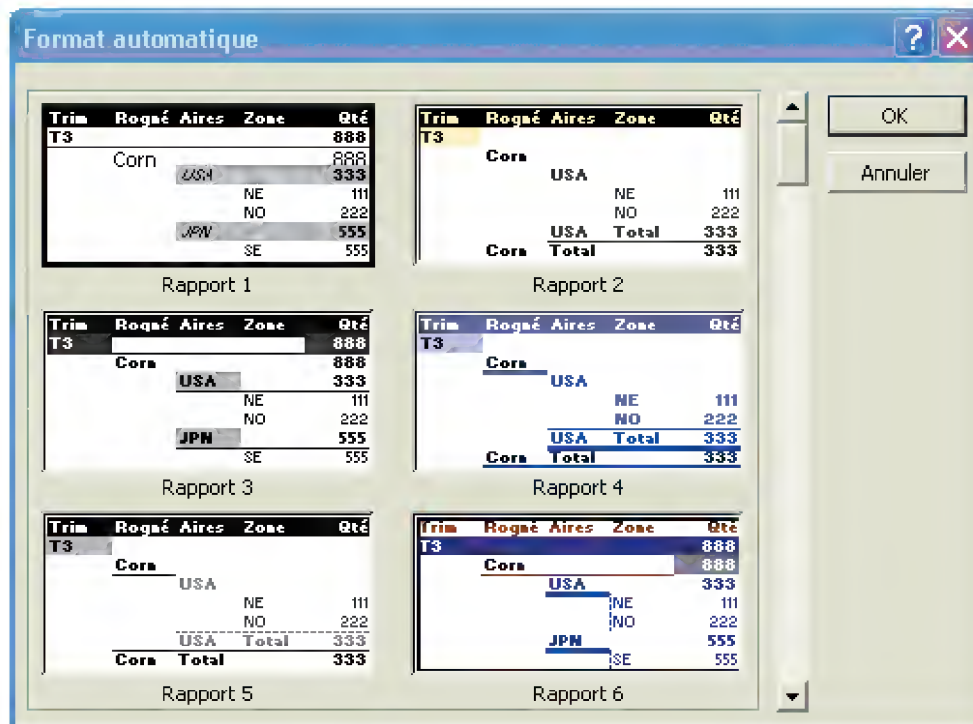 Format automatique
OK
Annuler
Trim Rogné Aires Zone Qté
T3 888
Corn 888
USA 333
NE 111
NO 222
JPN 555
SE 555
Rapport 1
Trim Rogné Aires Zone Qté
T3
Corn
USA
NE 111
NO 222
USA Total 333
Corn Total 333
Rapport 2
Trim Rogné Aires Zone Qté
T3 888
Corn 888
USA 333
NE 111
NO 222
JPN 555
SE 555
Rapport 3
Trim Rogné Aires Zone Qté
T3
Corn
USA
NE 111
NO 222
USA Total 333
Corn Total 333
Rapport 4
Trim Rogné Aires Zone Qté
T3
Corn
USA
NE 111
NO 222
USA Total 333
Corn Total 333
Rapport 5
Trim Rogné Aires Zone Qté
T3 888
Corn 888
USA 333
NE 111
NO 222
JPN 555
SE 555
Rapport 6